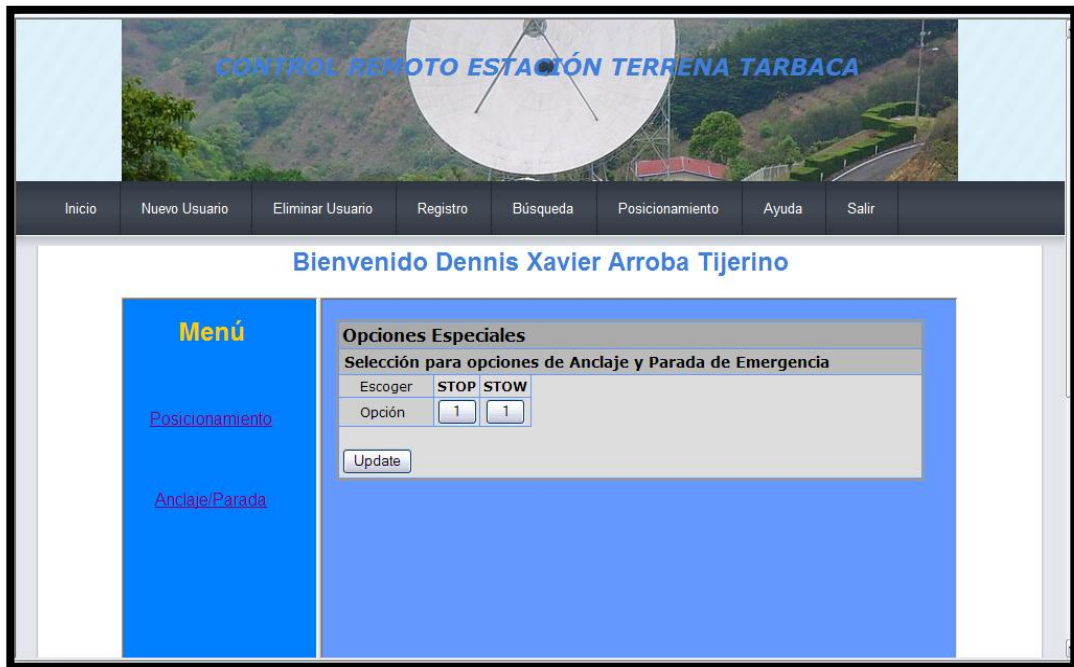 CONTROL REMOTO ESTACIÓN TERRENA TARBACA
Inicio Nuevo Usuario Eliminar Usuario Registro Búsqueda Posicionamiento Ayuda Salir
Bienvenido Dennis Xavier Arroba Tijerino
Menú
Posicionamiento
Anclaje/Parada
Opciones Especiales
Selección para opciones de Anclaje y Parada de Emergencia
Escoger STOP STOW
Opción 1 1
Update